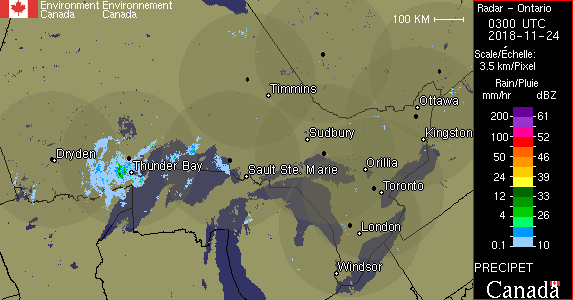 Environment Environnement
Canada Canada
100 KM
Timmins
Ottawa
Sudbury
Kingston
Dryden
Thunder Bay
Sault Ste. Marie
Orillia
Toronto
London
Windsor
Radar - Ontario
0300 UTC
2018-11-24
Scale/Échelle:
3.5 km/Pixel
Rain/Pluie
mm/hr dBZ
200 61
100 52
50 46
24 39
12 33
4 26
0.1 10
PRECIPET
Canada